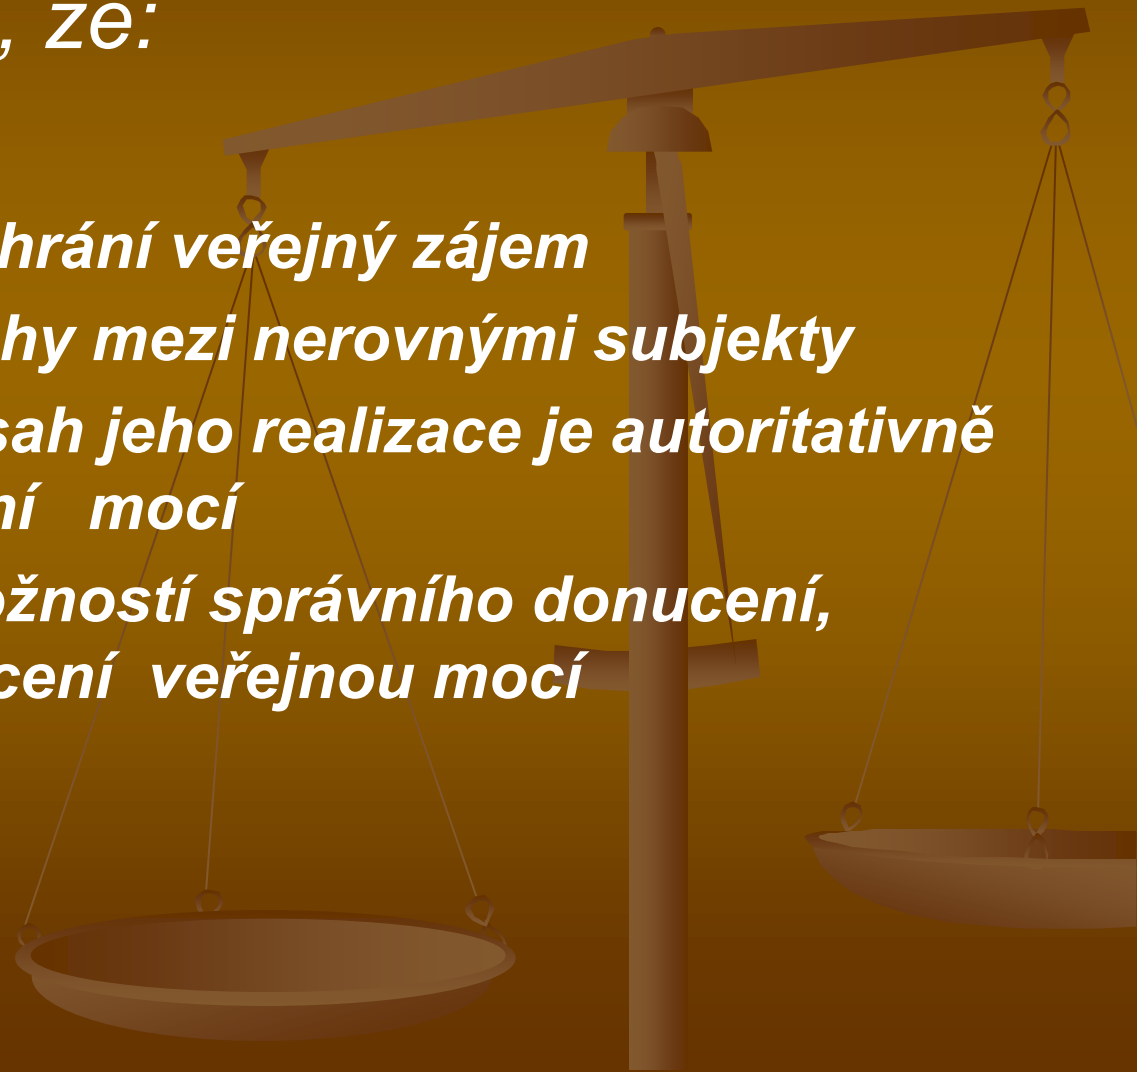 , že:
hrání veřejný zájem
hy mezi nerovnými subjekty
sah jeho realizace je autoritativně
ní mocí
ožností správního donucení,
cení veřejnou mocí